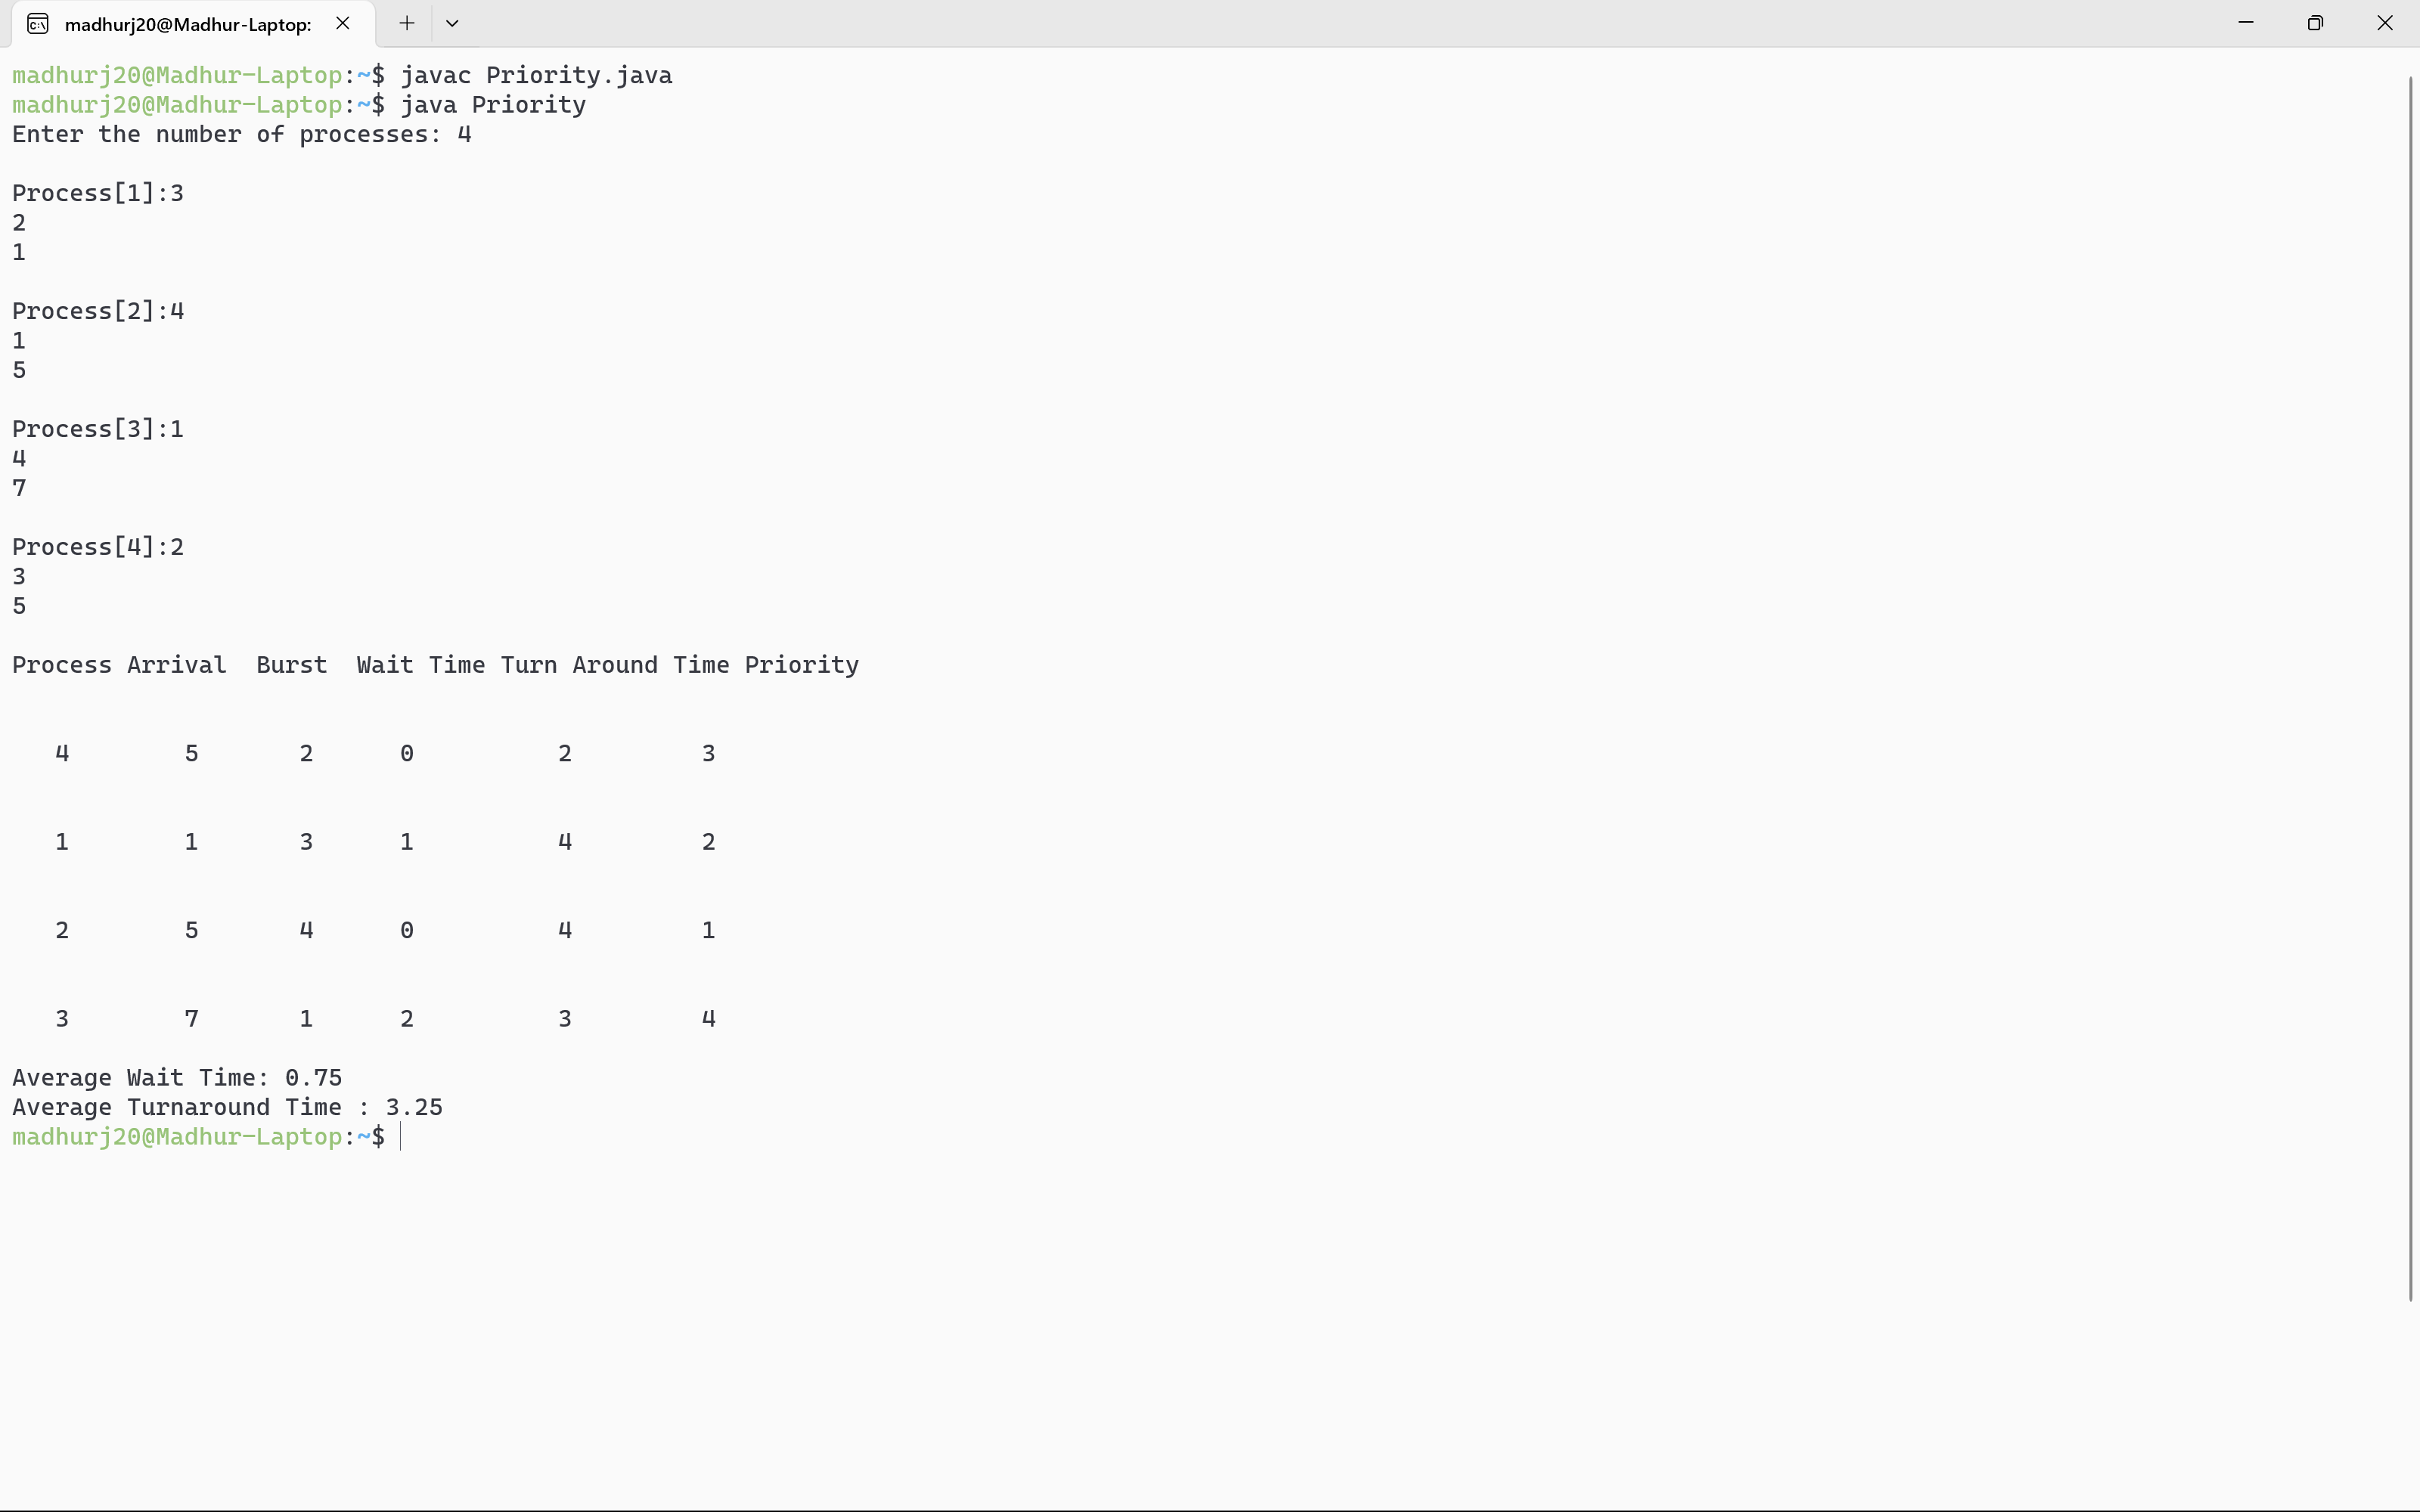 madhurj20@Madhur-Laptop:
madhurj20@Madhur-Laptop:~$ javac Priority.java
madhurj20@Madhur-Laptop:~$ java Priority
Enter the number of processes: 4
Process[1]:3
2
1
Process[2]:4
1
5
Process[3]:1
4
7
Process[4]:2
3
5
Process Arrival  Burst  Wait Time Turn Around Time Priority
4 5 2 0 2 3
1 1 3 1 4 2
2 5 4 0 4 1
3 7 1 2 3 4
Average Wait Time: 0.75
Average Turnaround Time : 3.25
madhurj20@Madhur-Laptop:~$